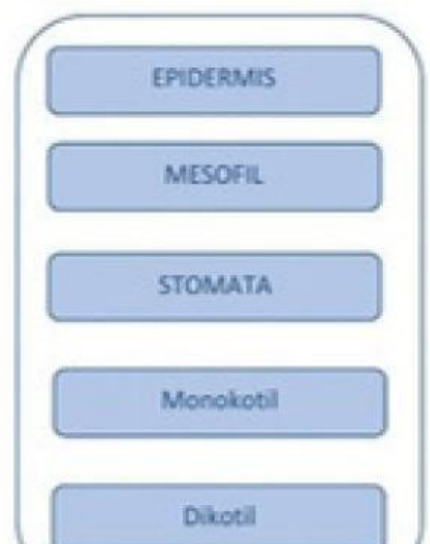 EPIDERMIS
MESOFIL
STOMATA
Monokotil
Dikotil